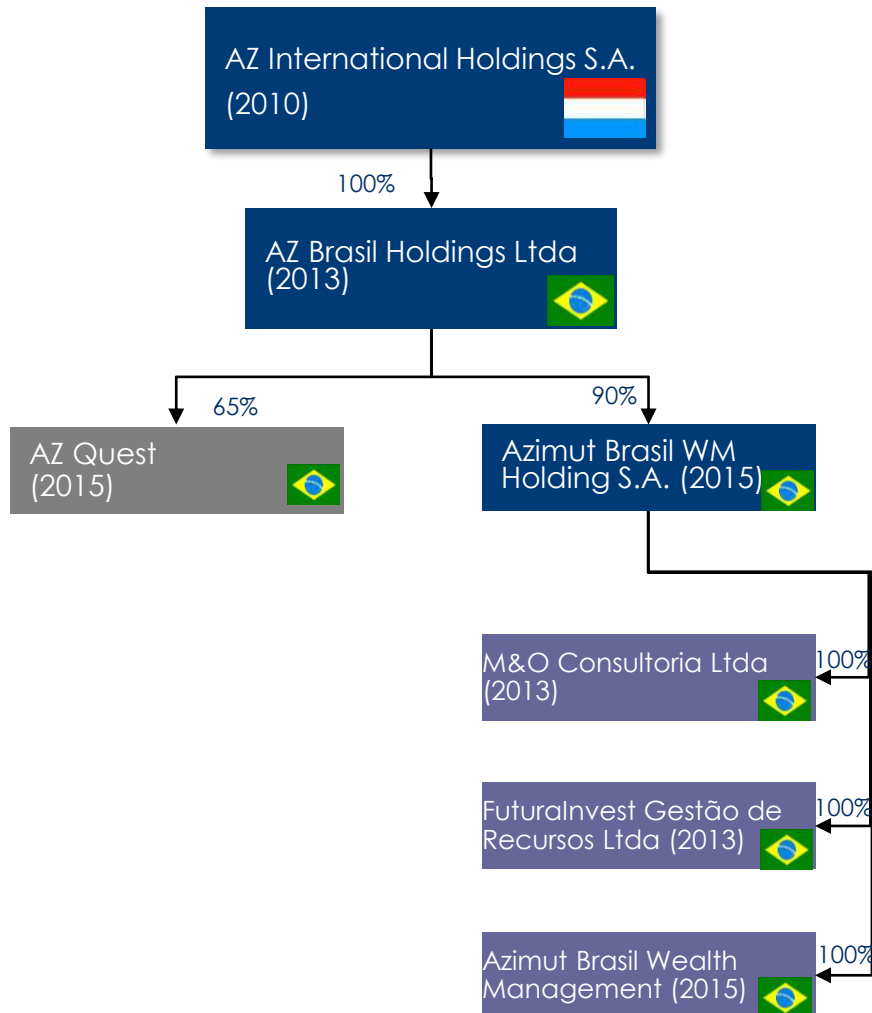 AZ International Holdings S.A.
(2010)
100%
AZ Brasil Holdings Ltda
(2013)
65%
90%
AZ Quest
(2015)
Azimut Brasil WM
Holding S.A. (2015)
M&O Consultoria Ltda
(2013)
100%
FuturaInvest Gestão de
Recursos Ltda (2013)
100%
Azimut Brasil Wealth
Management (2015)
100%